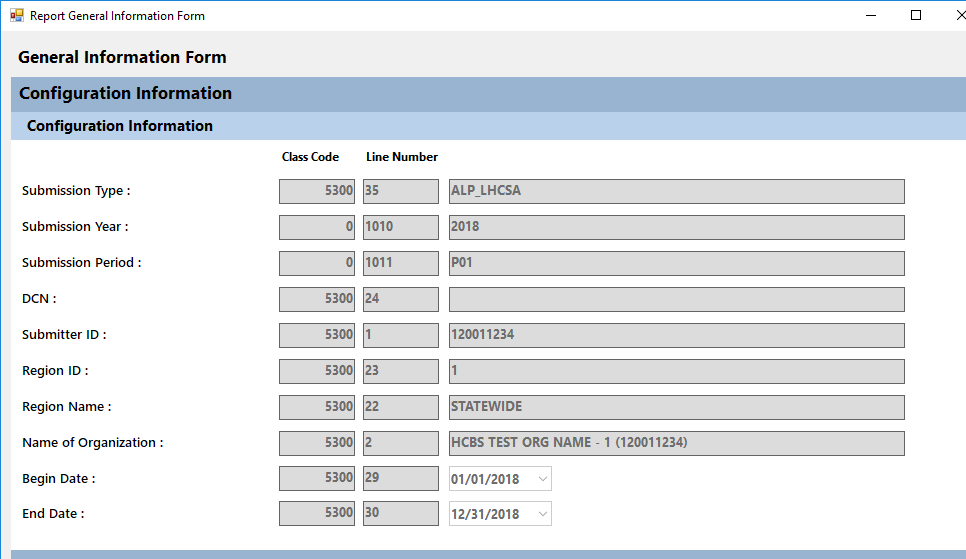 Report General Information Form
General Information Form
Configuration Information
Configuration Information
Class Code Line Number
Submission Type : 5300 35 ALP_LHCSA
Submission Year : 0 1010 2018
Submission Period : 0 1011 P01
DCN : 5300 24
Submitter ID : 5300 1 120011234
Region ID : 5300 23 1
Region Name : 5300 22 STATEWIDE
Name of Organization : 5300 2 HCBS TEST ORG NAME - 1 (120011234)
Begin Date : 5300 29 01/01/2018
End Date : 5300 30 12/31/2018